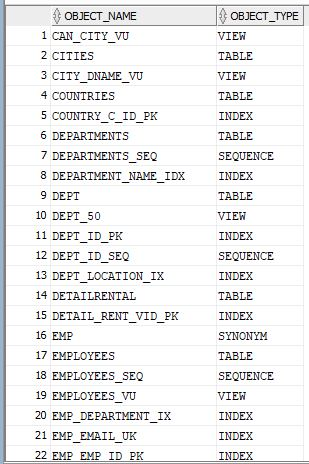 OBJECT_NAME OBJECT_TYPE
1 CAN_CITY_VU VIEW
2 CITIES TABLE
3 CITY_DNAME_VU VIEW
4 COUNTRIES TABLE
5 COUNTRY_C_ID_PK INDEX
6 DEPARTMENTS TABLE
7 DEPARTMENTS_SEQ SEQUENCE
8 DEPARTMENT_NAME_IDX INDEX
9 DEPT TABLE
10 DEPT_50 VIEW
11 DEPT_ID_PK INDEX
12 DEPT_ID_SEQ SEQUENCE
13 DEPT_LOCATION_IX INDEX
14 DETAILRENTAL TABLE
15 DETAIL_RENT_VID_PK INDEX
16 EMP SYNONYM
17 EMPLOYEES TABLE
18 EMPLOYEES_SEQ SEQUENCE
19 EMPLOYEES_VU VIEW
20 EMP_DEPARTMENT_IX INDEX
21 EMP_EMAIL_UK INDEX
22 EMP_EMP_ID_PK INDEX